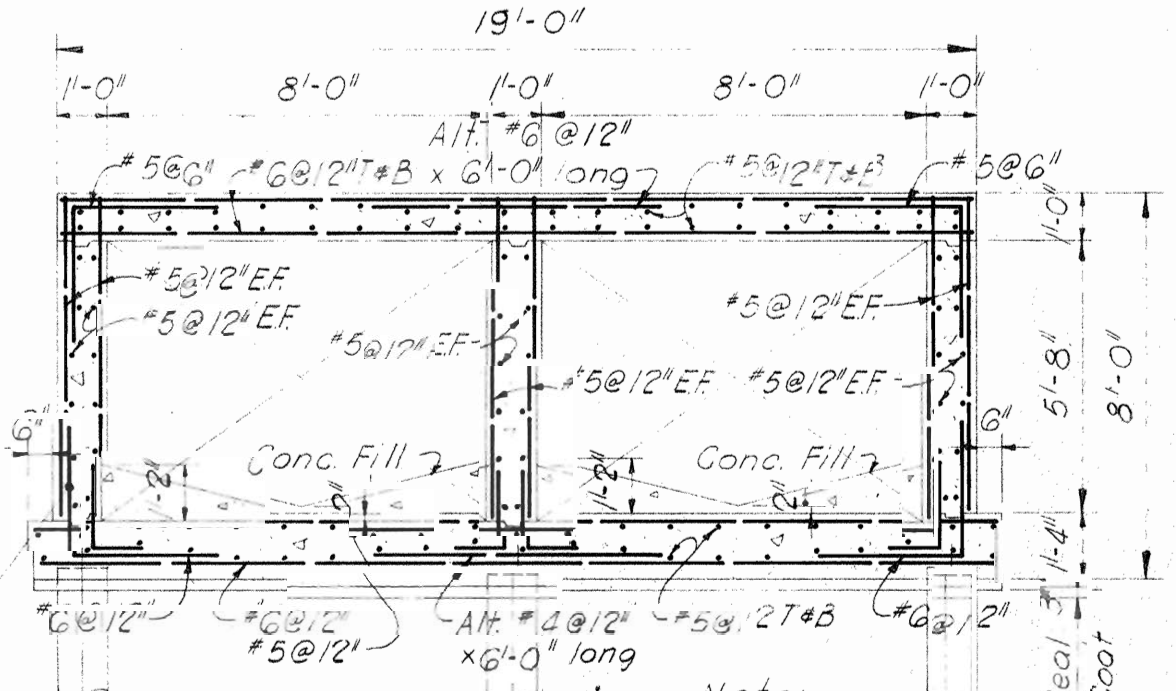 19'-0"
1'-0" 8'-0" 1'-0" 8'-0" 1'-0"
Alt. #6 @12"
#5@6" #6@12" T&B x 6'-0" long #5@12" T&B #5@6"
1'-0"
#5@12" E.F.
#5@12" E.F.
#5@12" E.F.
#5@12" E.F.
#5@12" E.F. #5@12" E.F.
5'-8"
8'-0"
6" 6"
Conc. Fill Conc. Fill
1'-2" 2" 1'-2" 2"
1'-4"
#6@12" #6@12" Alt. #4@12" #5@12 T&B #6@12"
#5@12" x6'-0" long
3"